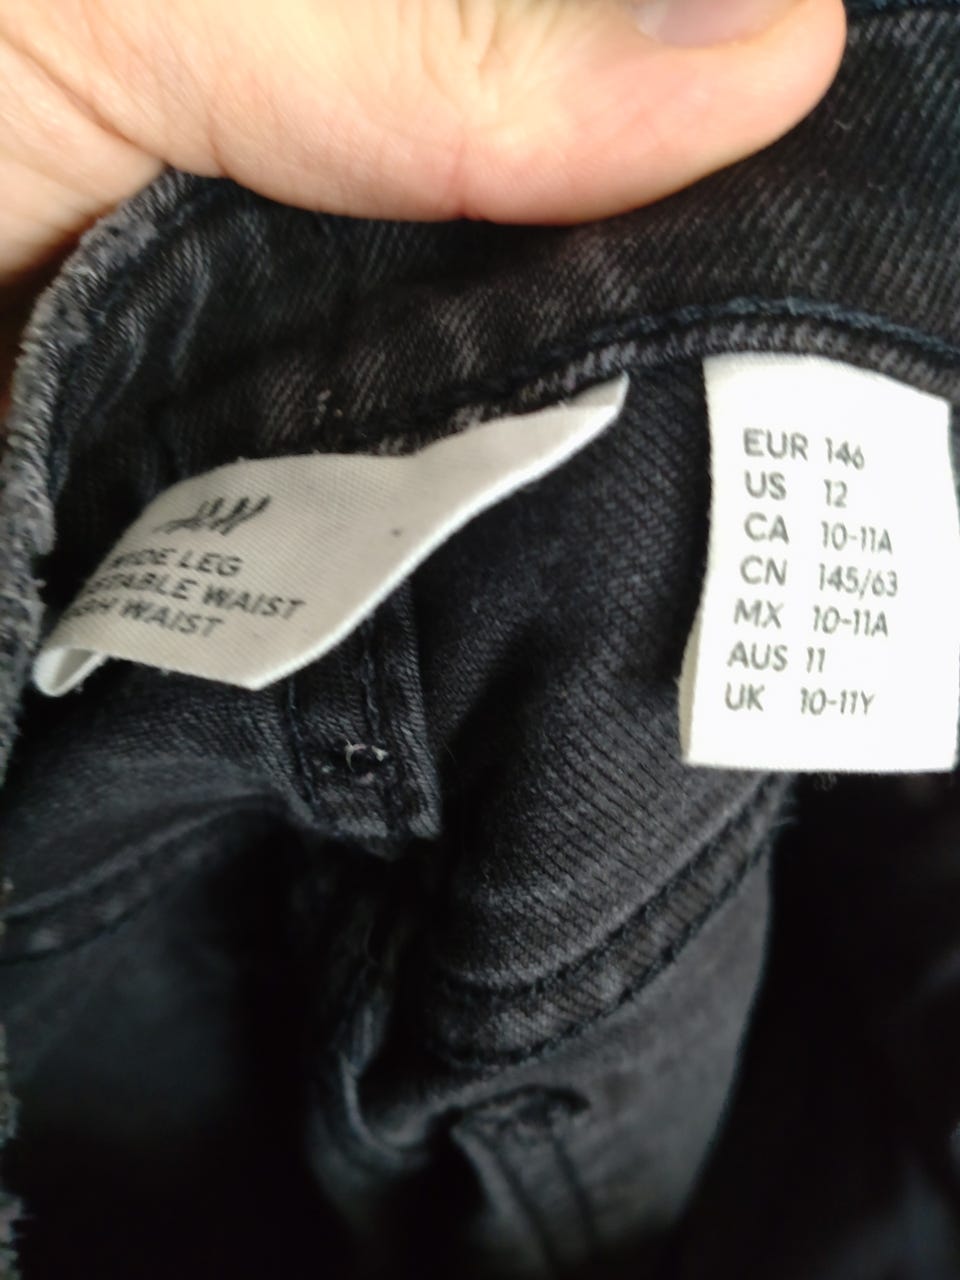 H&M
WIDE LEG
WAIST
WAIST
EUR 146
US 12
CA 10-11A
CN 145/63
MX 10-11A
AUS 11
UK 10-11Y